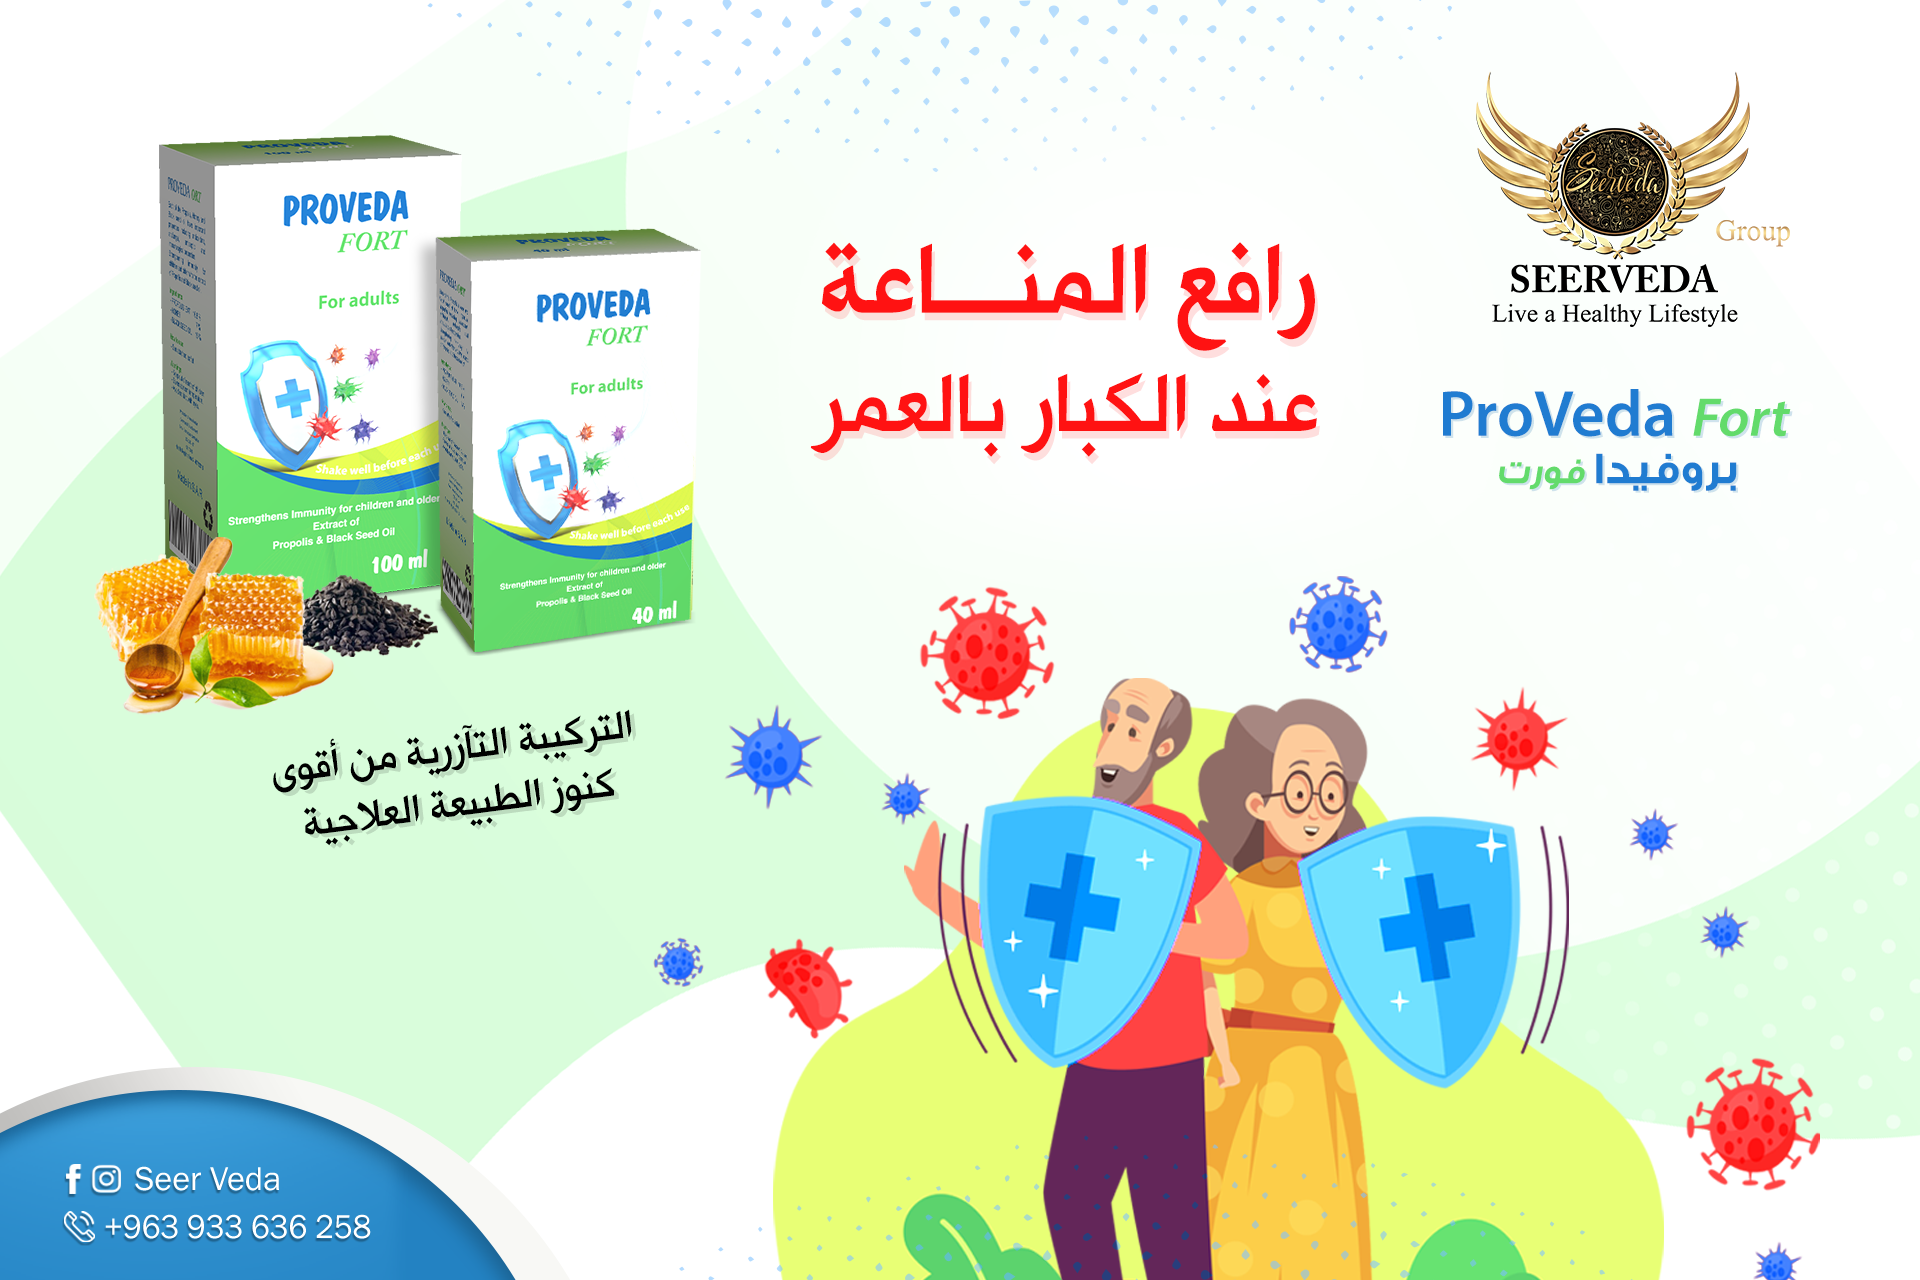 Seerveda
Group
SEERVEDA
Live a Healthy Lifestyle
رافع المنـــاعة
عند الكبار بالعمر
ProVeda Fort
بروفيدا فورت
PROVEDA
FORT
For adults
Shake well before each
Strengthens Immunity for children and older
Extract of
Propolis & Black Seed Oil
100 ml
PROVEDA
FORT
For adults
Shake well before each use
Strengthens Immunity for children and older
Extract of
Propolis & Black Seed Oil
40 ml
التركيبة التآزرية من أقوى
كنوز الطبيعة العلاجية
Seer Veda
+963 933 636 258